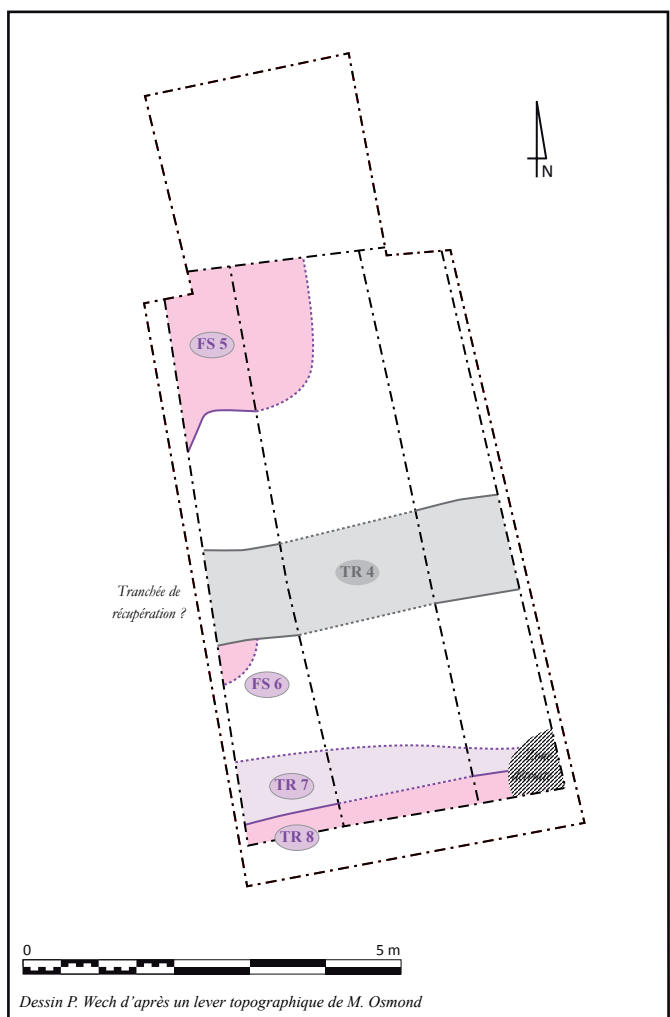 N
FS 5
TR 4
Tranchée de
récupération ?
FS 6
Zone
TR 7
TR 8
0 5 m
Dessin P. Wech d'après un lever topographique de M. Osmond